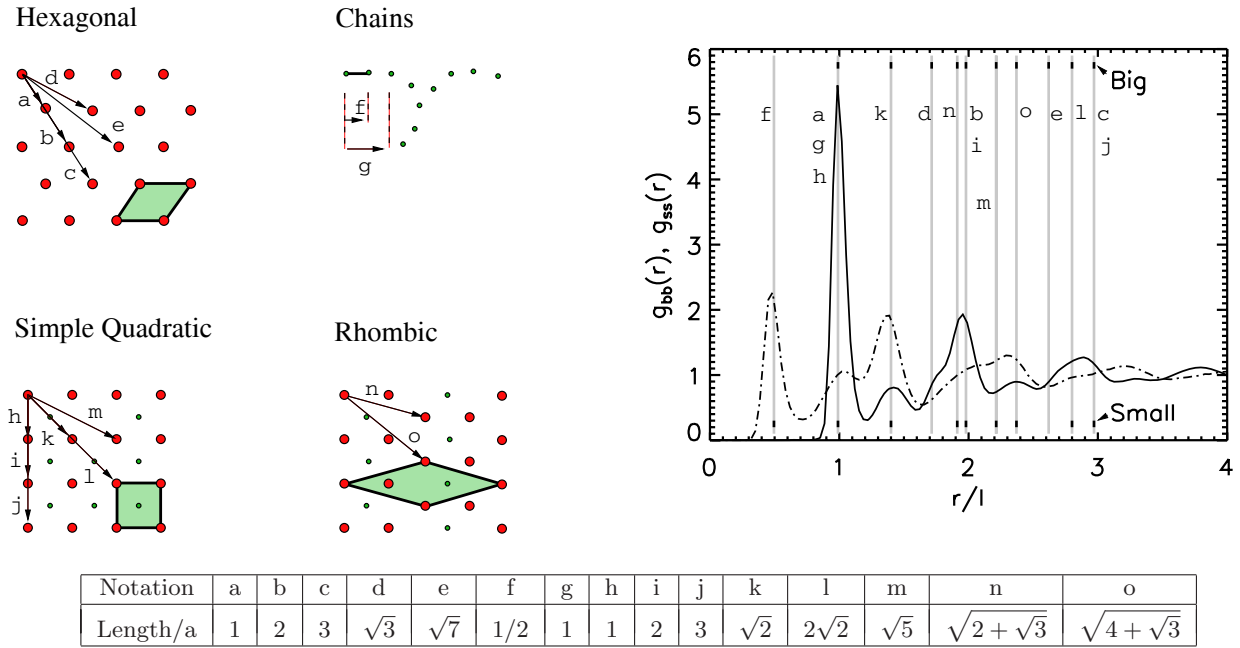 Hexagonal
Chains
d
a
b
e
c
f
g
Simple Quadratic
Rhombic
h
m
k
i
l
j
n
o
g_bb(r), g_ss(r)
6
5
4
3
2
1
0
Big
f a k d n b o e l c
g i j
h
m
Small
0 1 2 3 4
r/l
Notation a b c d e f g h i j k l m n o
Length/a 1 2 3 √3 √7 1/2 1 1 2 3 √2 2√2 √5 √(2 + √3) √(4 + √3)